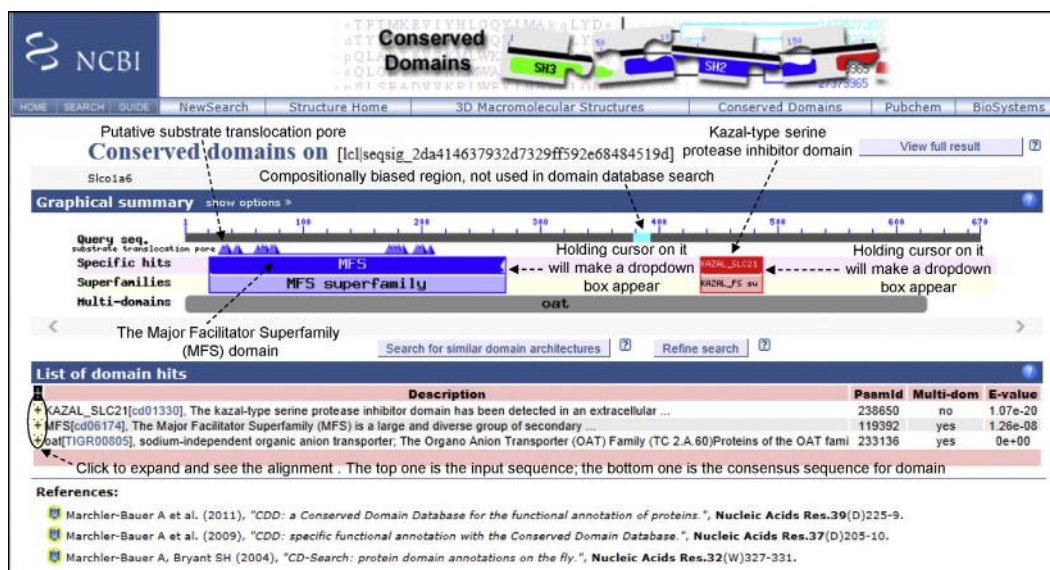 NCBI
Conserved
Domains
SH3
SH2
HOME SEARCH GUIDE NewSearch Structure Home 3D Macromolecular Structures Conserved Domains Pubchem BioSystems
Putative substrate translocation pore
Kazal-type serine
protease inhibitor domain
Conserved domains on [lcl|seqsig_2da414637932d7329ff592e68484519d]
View full result
Slco1a6
Compositionally biased region, not used in domain database search
Graphical summary show options »
1 100 200 300 400 500 600 670
Query seq.
substrate translocation pore
Specific hits MFS KAZAL_SLC21
Superfamilies MFS superfamily KAZAL_FS su
Multi-domains oat
Holding cursor on it
will make a dropdown
box appear
Holding cursor on it
will make a dropdown
box appear
The Major Facilitator Superfamily
(MFS) domain
Search for similar domain architectures Refine search
List of domain hits
Description PssmId Multi-dom E-value
+KAZAL_SLC21[cd01330], The kazal-type serine protease inhibitor domain has been detected in an extracellular ... 238650 no 1.07e-20
+MFS[cd06174], The Major Facilitator Superfamily (MFS) is a large and diverse group of secondary ... 119392 yes 1.26e-08
+oat[TIGR00805], sodium-independent organic anion transporter; The Organo Anion Transporter (OAT) Family (TC 2.A.60)Proteins of the OAT fami 233136 yes 0e+00
Click to expand and see the alignment . The top one is the input sequence; the bottom one is the consensus sequence for domain
References:
Marchler-Bauer A et al. (2011), "CDD: a Conserved Domain Database for the functional annotation of proteins.", Nucleic Acids Res.39(D)225-9.
Marchler-Bauer A et al. (2009), "CDD: specific functional annotation with the Conserved Domain Database.", Nucleic Acids Res.37(D)205-10.
Marchler-Bauer A, Bryant SH (2004), "CD-Search: protein domain annotations on the fly.", Nucleic Acids Res.32(W)327-331.